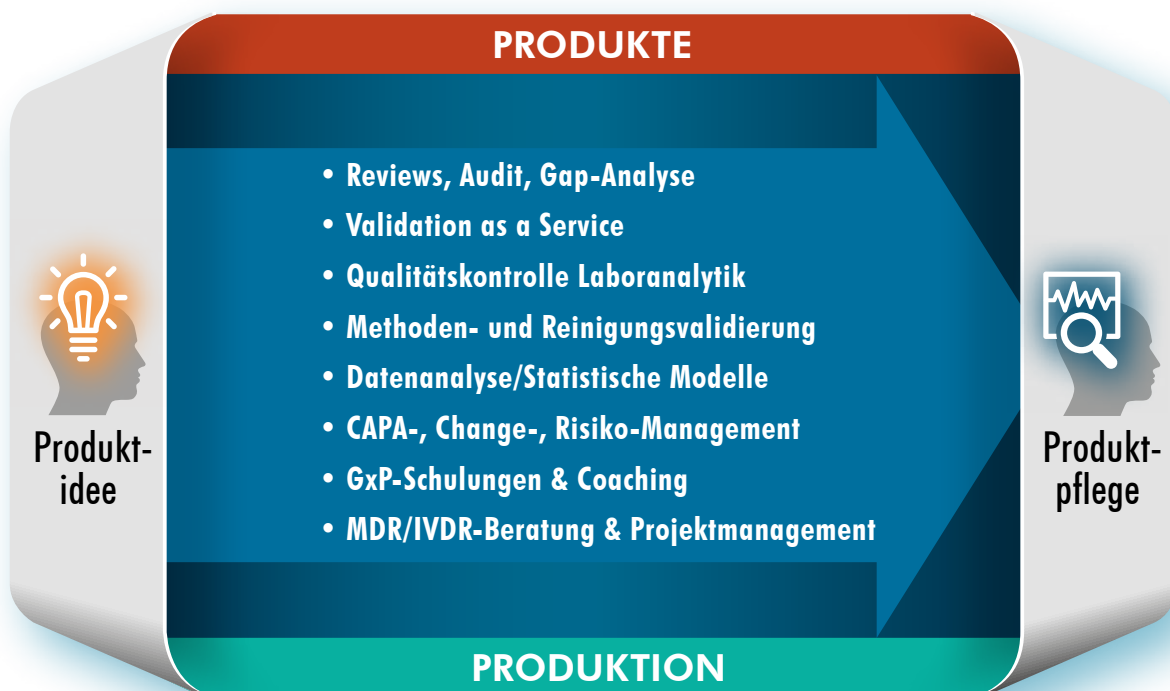 PRODUKTE
• Reviews, Audit, Gap-Analyse
• Validation as a Service
• Qualitätskontrolle Laboranalytik
• Methoden- und Reinigungsvalidierung
• Datenanalyse/Statistische Modelle
• CAPA-, Change-, Risiko-Management
• GxP-Schulungen & Coaching
• MDR/IVDR-Beratung & Projektmanagement
Produkt-
idee
Produkt-
pflege
PRODUKTION